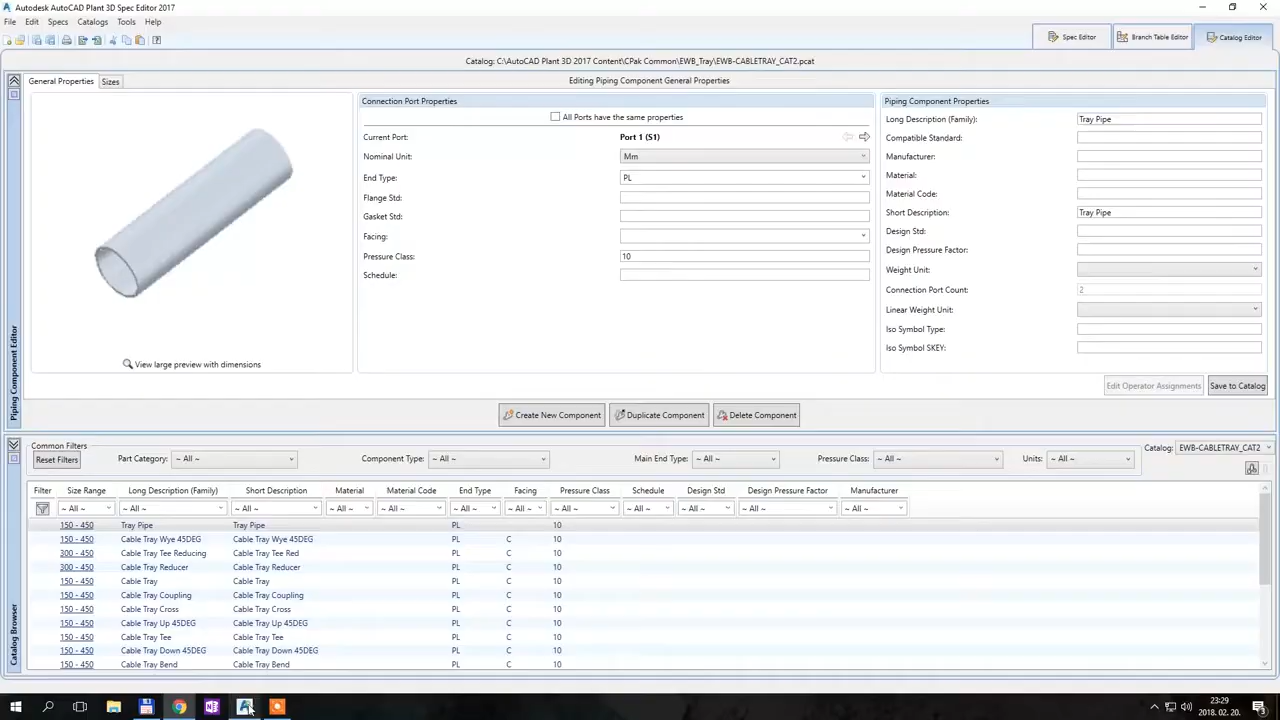 Autodesk AutoCAD Plant 3D Spec Editor 2017
File Edit Specs Catalogs Tools Help
Spec Editor Branch Table Editor Catalog Editor
Catalog: C:\AutoCAD Plant 3D 2017 Content\CPak Common\EWB_Tray\EWB-CABLETRAY_CAT2.pcat
General Properties Sizes Editing Piping Component General Properties
Connection Port Properties
All Ports have the same properties
Current Port: Port 1 (S1)
Nominal Unit: Mm
End Type: PL
Flange Std:
Gasket Std:
Facing:
Pressure Class: 10
Schedule:
Piping Component Properties
Long Description (Family): Tray Pipe
Compatible Standard:
Manufacturer:
Material:
Material Code:
Short Description: Tray Pipe
Design Std:
Design Pressure Factor:
Weight Unit:
Connection Port Count: 2
Linear Weight Unit:
Iso Symbol Type:
Iso Symbol SKEY:
View large preview with dimensions
Piping Component Editor
Edit Operator Assignments Save to Catalog
Create New Component Duplicate Component Delete Component
Common Filters
Catalog: EWB-CABLETRAY_CAT2
Reset Filters Part Category: ~ All ~ Component Type: ~ All ~ Main End Type: ~ All ~ Pressure Class: ~ All ~ Units: ~ All ~
Filter Size Range Long Description (Family) Short Description Material Material Code End Type Facing Pressure Class Schedule Design Std Design Pressure Factor Manufacturer
~ All ~ ~ All ~ ~ All ~ ~ All ~ ~ All ~ ~ All ~ ~ All ~ ~ All ~ ~ All ~ ~ All ~ ~ All ~ ~ All ~
150 - 450 Tray Pipe Tray Pipe PL 10
150 - 450 Cable Tray Wye 45DEG Cable Tray Wye 45DEG PL C 10
300 - 450 Cable Tray Tee Reducing Cable Tray Tee Red PL C 10
300 - 450 Cable Tray Reducer Cable Tray Reducer PL C 10
150 - 450 Cable Tray Cable Tray PL C 10
150 - 450 Cable Tray Coupling Cable Tray Coupling PL C 10
150 - 450 Cable Tray Cross Cable Tray Cross PL C 10
150 - 450 Cable Tray Up 45DEG Cable Tray Up 45DEG PL C 10
150 - 450 Cable Tray Tee Cable Tray Tee PL C 10
150 - 450 Cable Tray Down 45DEG Cable Tray Down 45DEG PL C 10
150 - 450 Cable Tray Bend Cable Tray Bend PL C 10
Catalog Browser
23:29
2018. 02. 20.